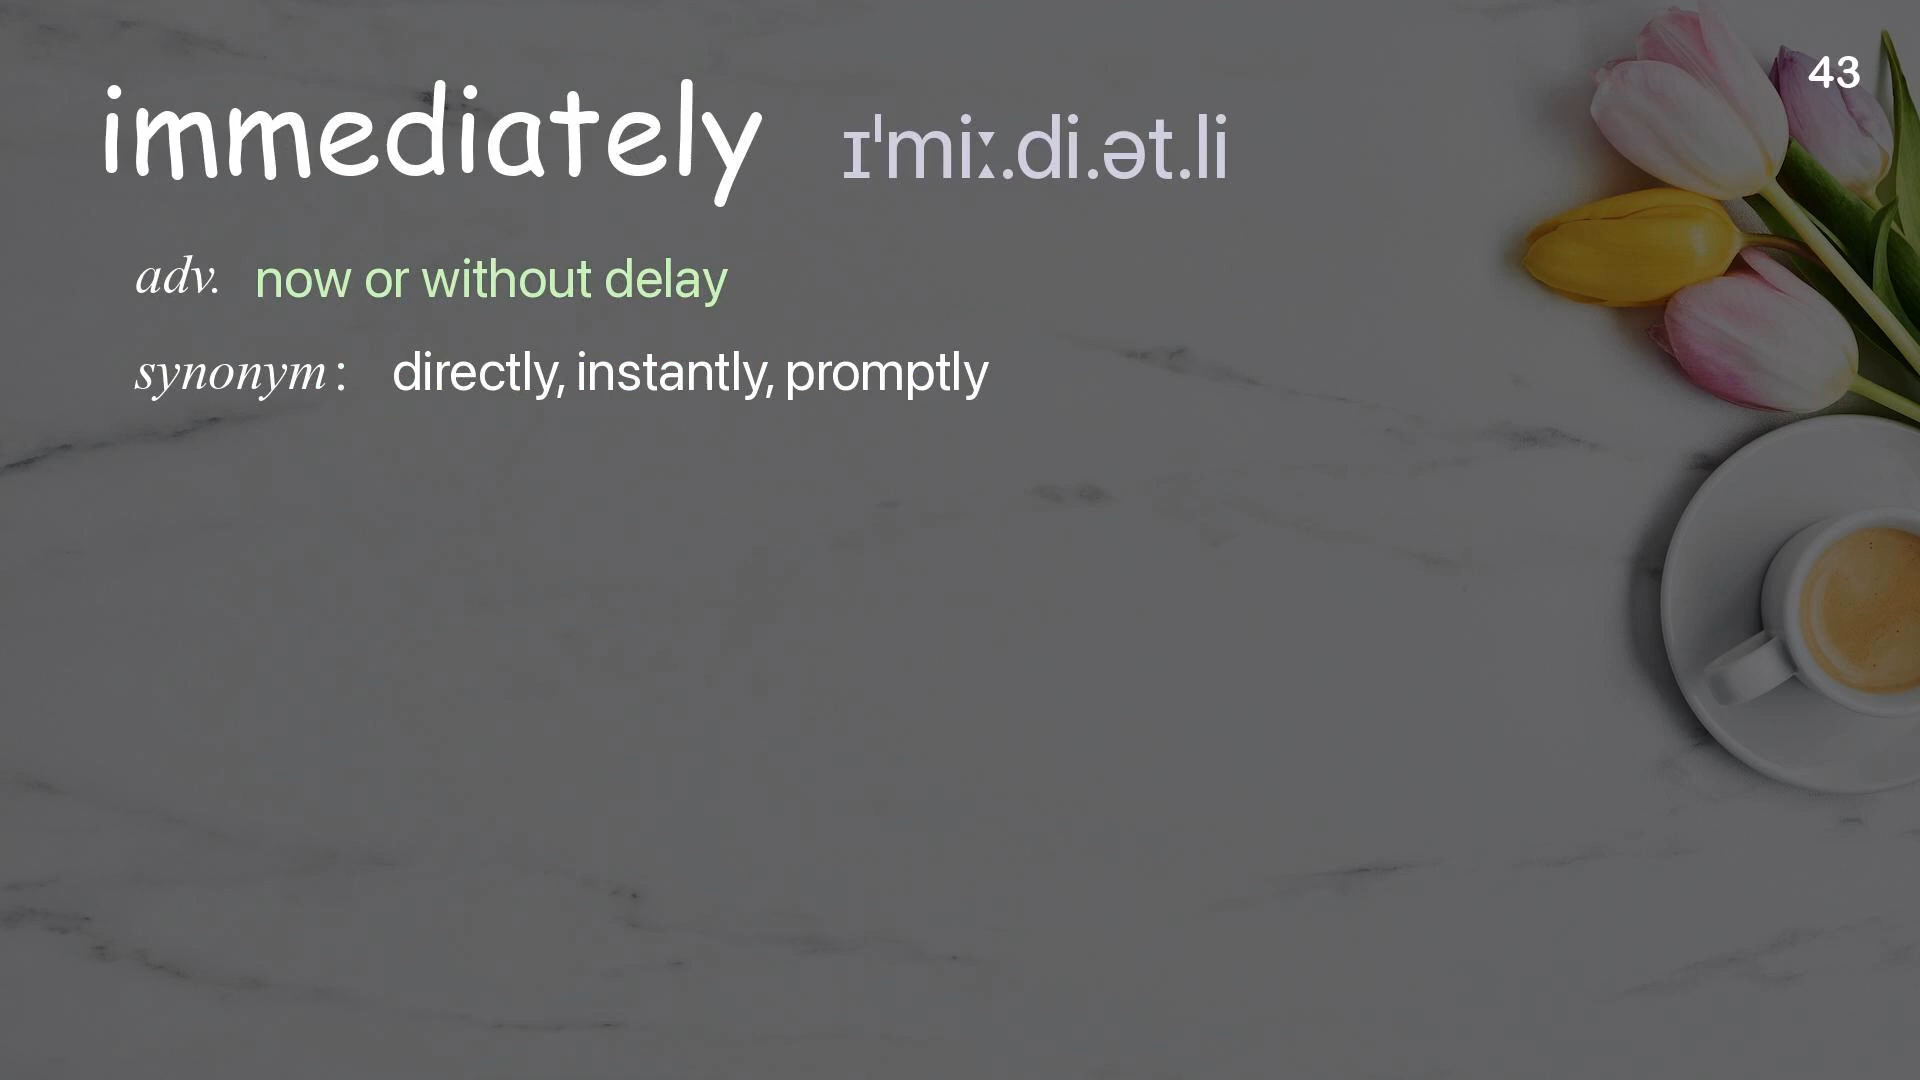 43
immediately ɪˈmiː.di.ət.li
adv. now or without delay
synonym: directly, instantly, promptly